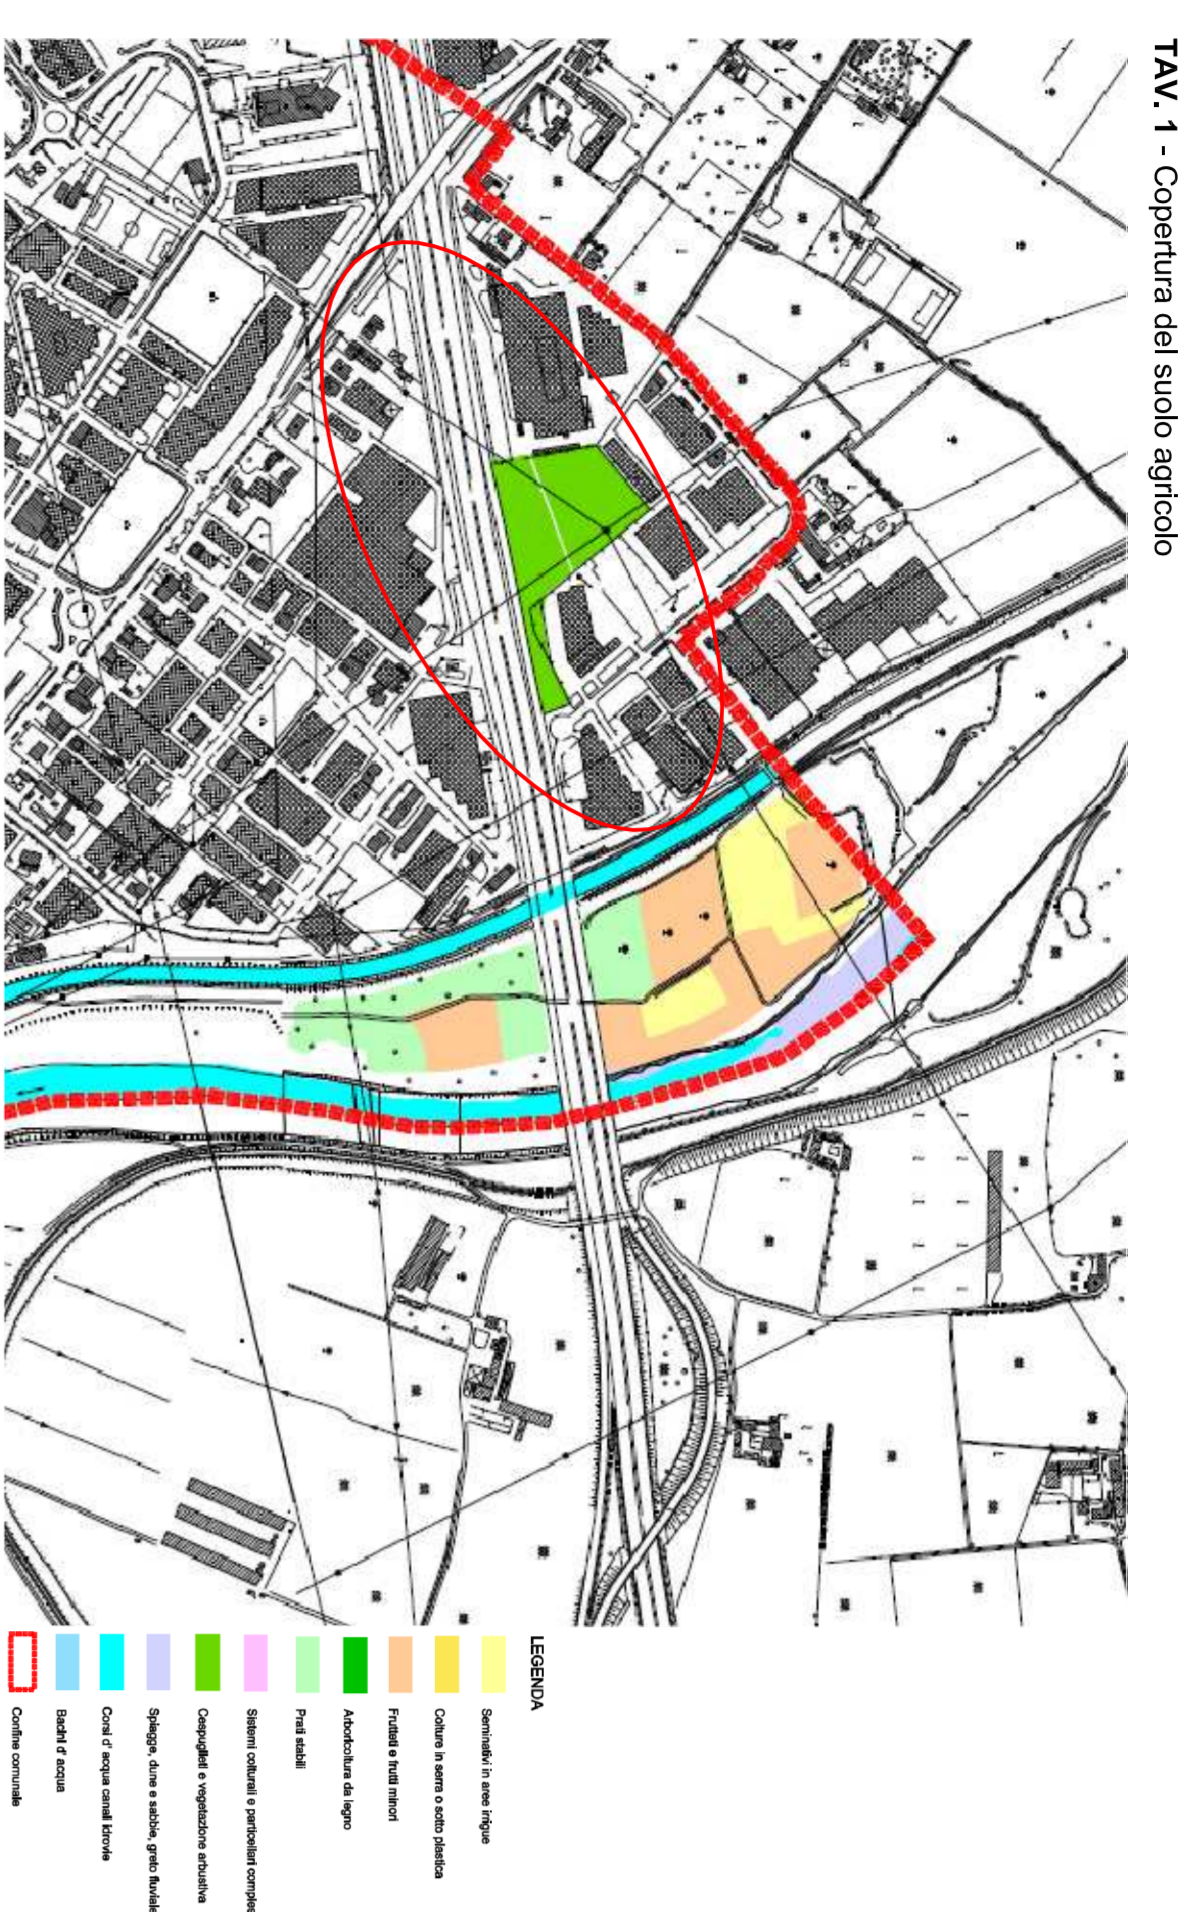 TAV. 1 - Copertura del suolo agricolo
LEGENDA
Seminativi in aree irrigue
Colture in serra o sotto plastica
Frutteti e frutti minori
Arboricoltura da legno
Prati stabili
Sistemi colturali e particellari comples
Cespuglieti e vegetazione arbustiva
Spiagge, dune e sabbie, greto fluviale
Corsi d' acqua canali idrovie
Bacini d' acqua
Confine comunale